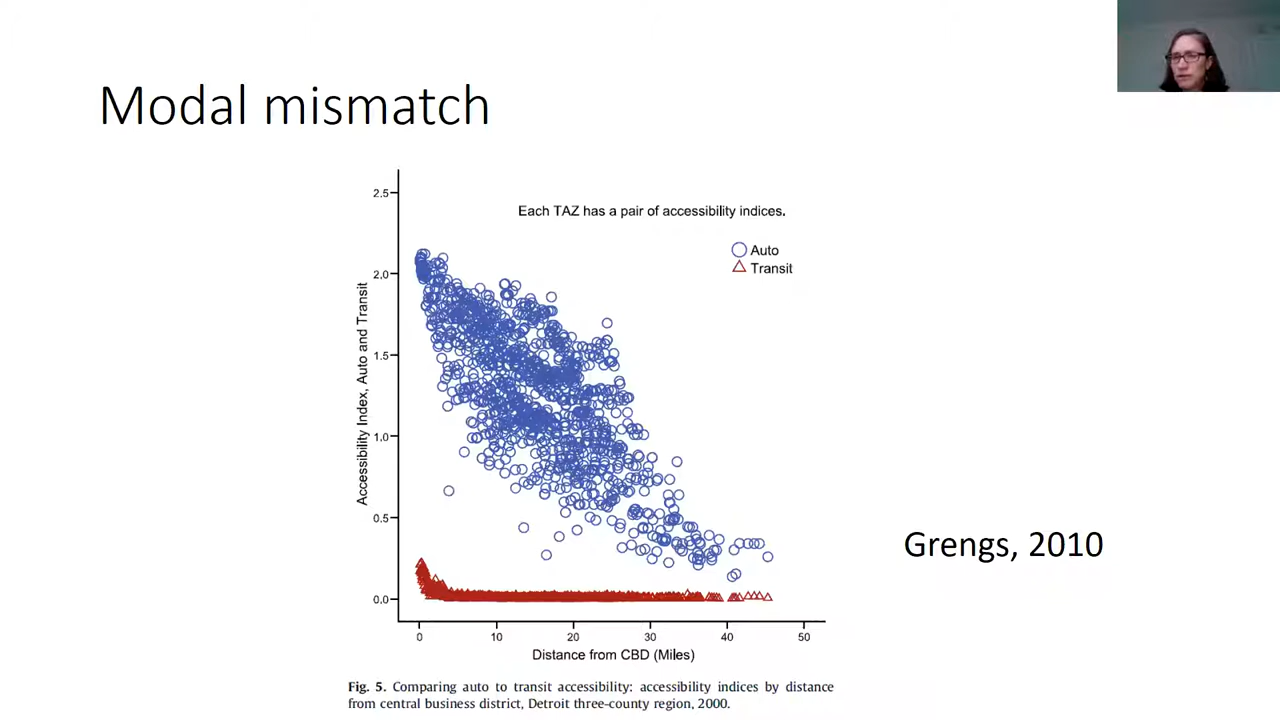 Modal mismatch
2.5
Each TAZ has a pair of accessibility indices.
Auto
Transit
2.0
1.5
1.0
0.5
0.0
Accessibility Index, Auto and Transit
0 10 20 30 40 50
Distance from CBD (Miles)
Grengs, 2010
Fig. 5. Comparing auto to transit accessibility: accessibility indices by distance
from central business district, Detroit three-county region, 2000.